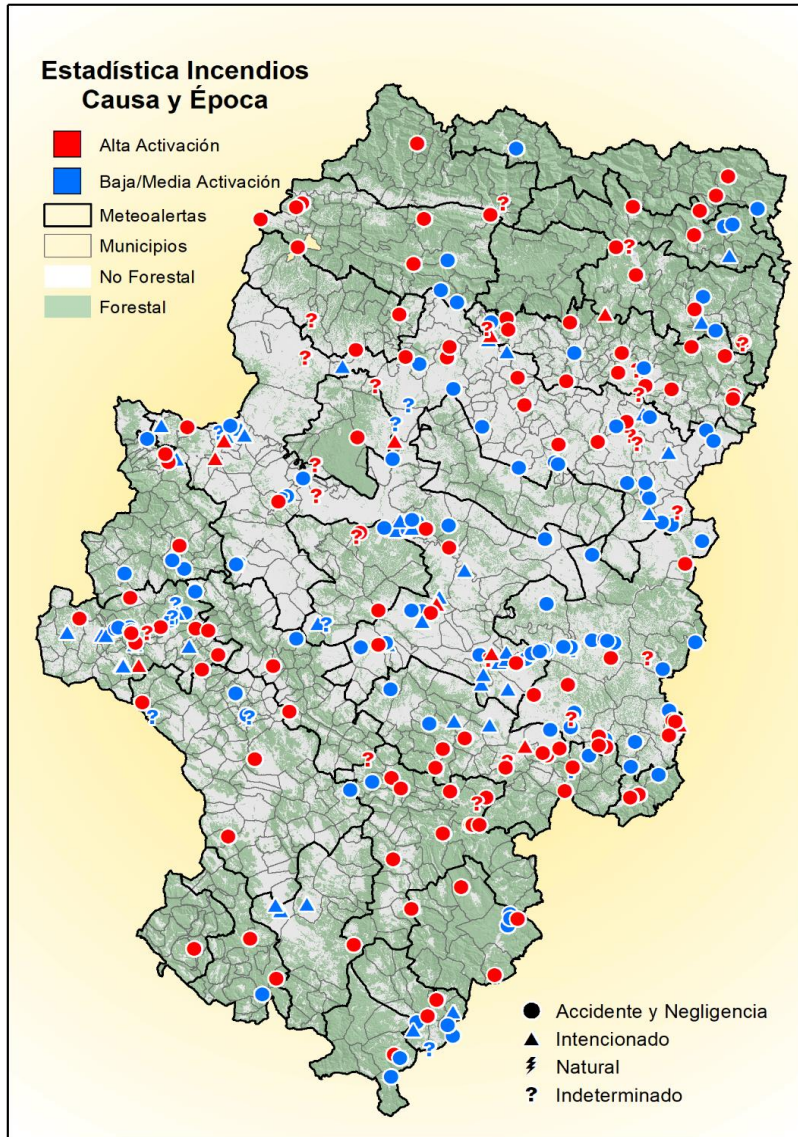 Estadística Incendios
Causa y Época
Alta Activación
Baja/Media Activación
Meteoalertas
Municipios
No Forestal
Forestal
Accidente y Negligencia
Intencionado
Natural
? Indeterminado